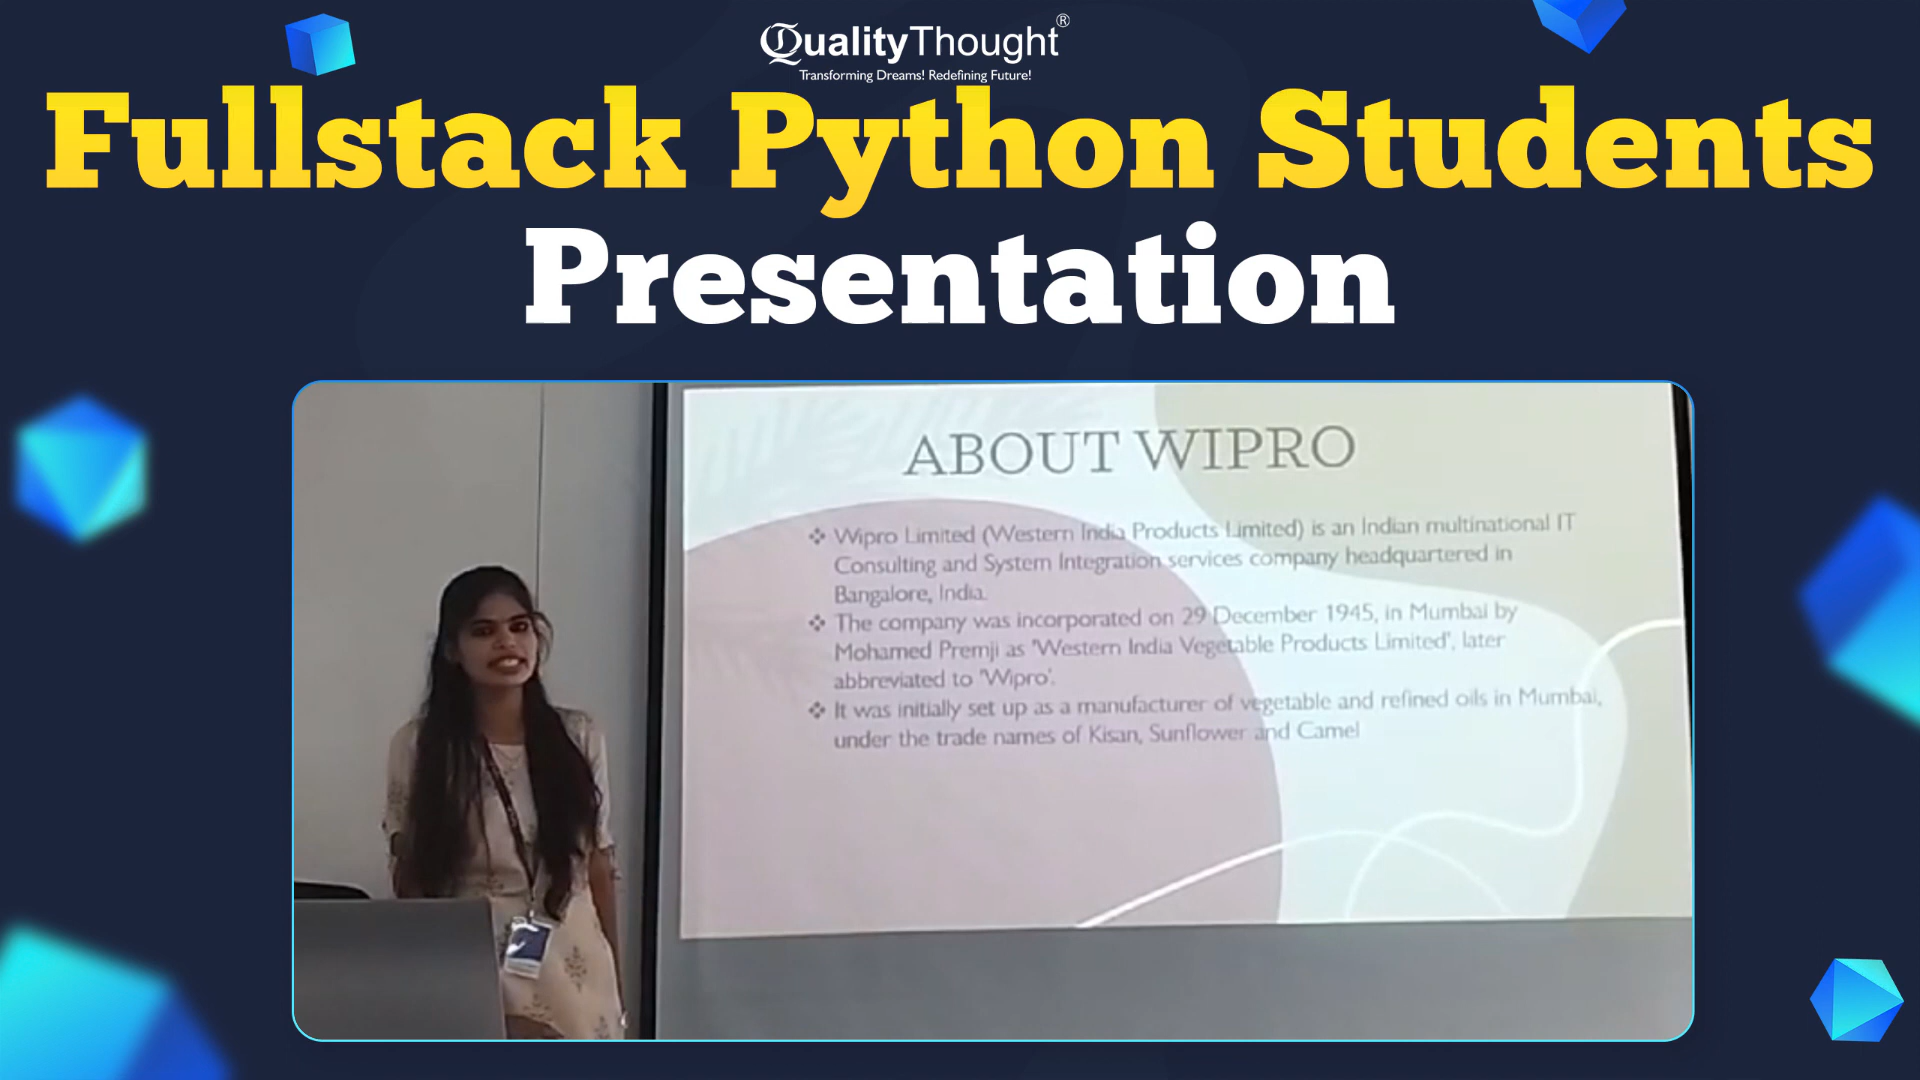 QualityThought®
Transforming Dreams! Redefining Future!
Fullstack Python Students
Presentation
ABOUT WIPRO
❖ Wipro Limited (Western India Products Limited) is an Indian multinational IT
Consulting and System Integration services company headquartered in
Bangalore, India.
❖ The company was incorporated on 29 December 1945, in Mumbai by
Mohamed Premji as 'Western India Vegetable Products Limited', later
abbreviated to 'Wipro'.
❖ It was initially set up as a manufacturer of vegetable and refined oils in Mumbai,
under the trade names of Kisan, Sunflower and Camel